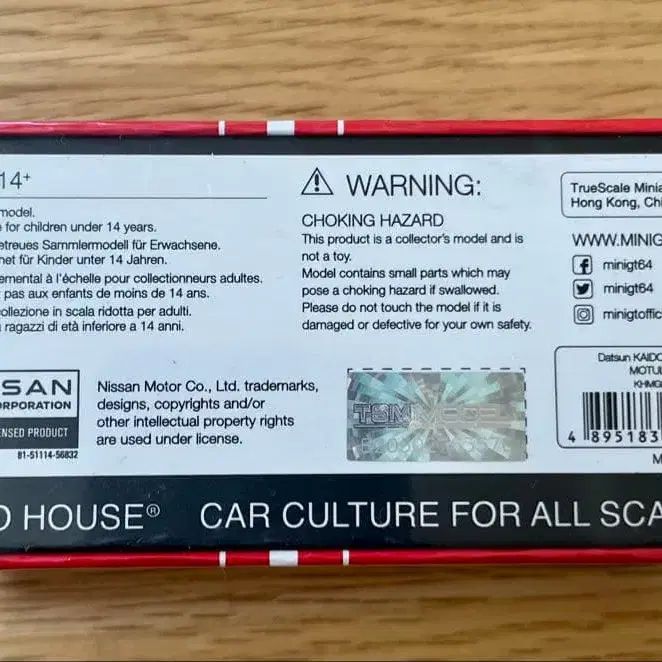 14+
model.
for children under 14 years.
etreues Sammlermodell für Erwachsene.
net für Kinder unter 14 Jahren.
emental à l'échelle pour collectionneurs adultes.
pas aux enfants de moins de 14 ans.
ollezione in scala ridotta per adulti.
ragazzi di età inferiore a 14 anni.
WARNING:
CHOKING HAZARD
This product is a collector's model and is
not a toy.
Model contains small parts which may
pose a choking hazard if swallowed.
Please do not touch the model if it is
damaged or defective for your own safety.
TrueScale Minia
Hong Kong, Chi
WWW.MINIG
minigt64
minigt64
minigtoffic
SSAN
ORPORATION
ENSED PRODUCT
81-51114-56832
Nissan Motor Co., Ltd. trademarks,
designs, copyrights and/or
other intellectual property rights
are used under license.
TSM MODEL
Datsun KAIDO
MOTUL
KHMG
4 895183
M
O HOUSE® CAR CULTURE FOR ALL SCA